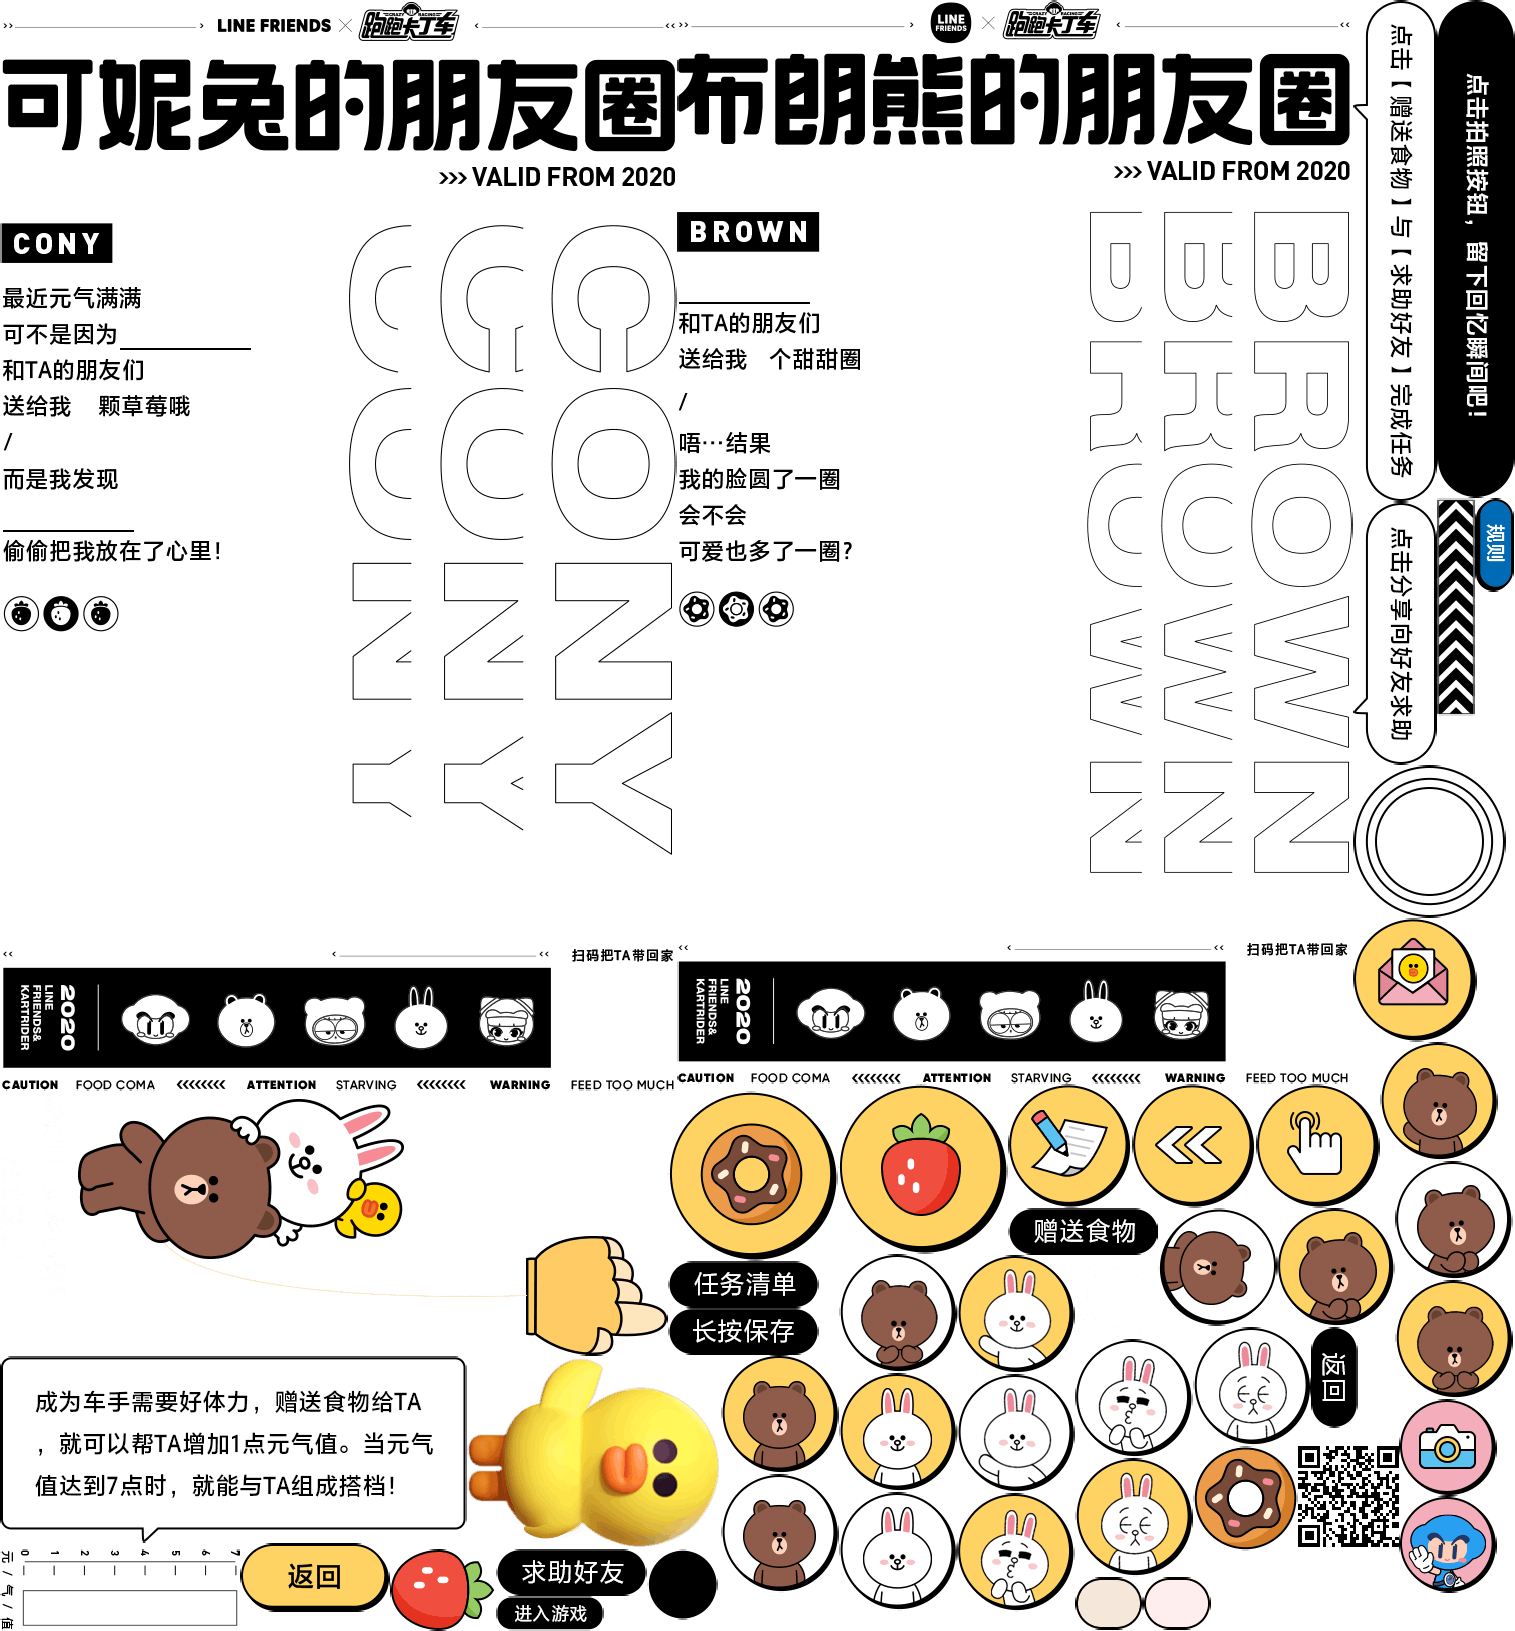 LINE FRIENDS × 跑跑卡丁车
可妮兔的朋友圈
>>> VALID FROM 2020
CONY
最近元气满满
可不是因为
和TA的朋友们
送给我 颗草莓哦
/
而是我发现
偷偷把我放在了心里!
CONY
CONY
CONY
扫码把TA带回家
2020
LINE
FRIENDS&
KARTRIDER
CAUTION FOOD COMA <<<<<<<< ATTENTION STARVING <<<<<<<< WARNING FEED TOO MUCH
LINE FRIENDS × 跑跑卡丁车
布朗熊的朋友圈
>>> VALID FROM 2020
BROWN
和TA的朋友们
送给我 个甜甜圈
/
唔…结果
我的脸圆了一圈
会不会
可爱也多了一圈?
BROWN
BROWN
BROWN
扫码把TA带回家
2020
LINE
FRIENDS&
KARTRIDER
CAUTION FOOD COMA <<<<<<<< ATTENTION STARVING <<<<<<<< WARNING FEED TOO MUCH
点击【赠送食物】与【求助好友】完成任务
点击拍照按钮,留下回忆瞬间吧!
规则
点击分享向好友求助
赠送食物
任务清单
长按保存
返回
成为车手需要好体力,赠送食物给TA
,就可以帮TA增加1点元气值。当元气
值达到7点时,就能与TA组成搭档!
元/气/值
0 1 2 3 4 5 6 7
返回
求助好友
进入游戏